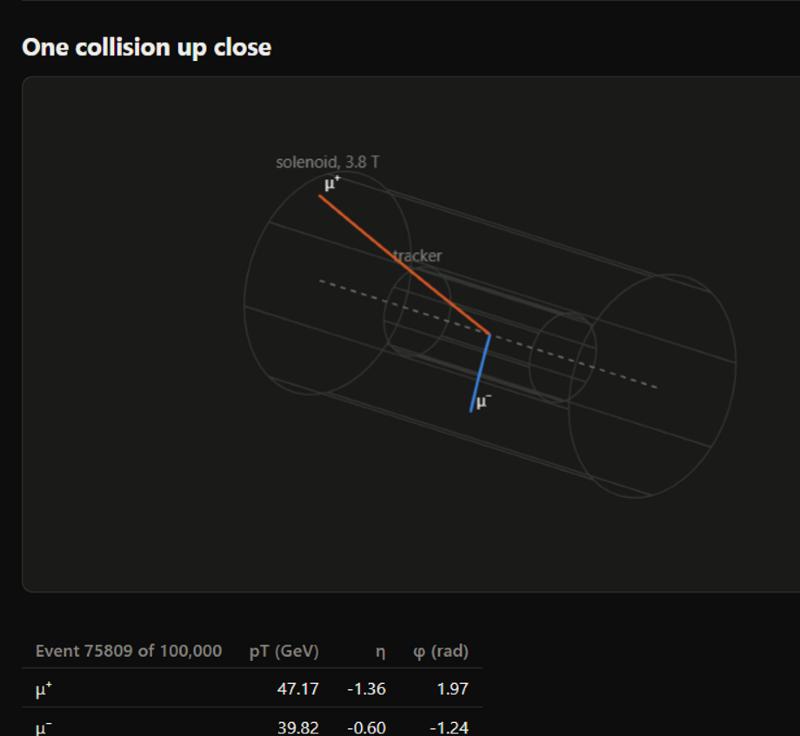 One collision up close
solenoid, 3.8 T
μ⁺
tracker
μ⁻
Event 75809 of 100,000 pT (GeV) η φ (rad)
μ⁺ 47.17 -1.36 1.97
μ⁻ 39.82 -0.60 -1.24